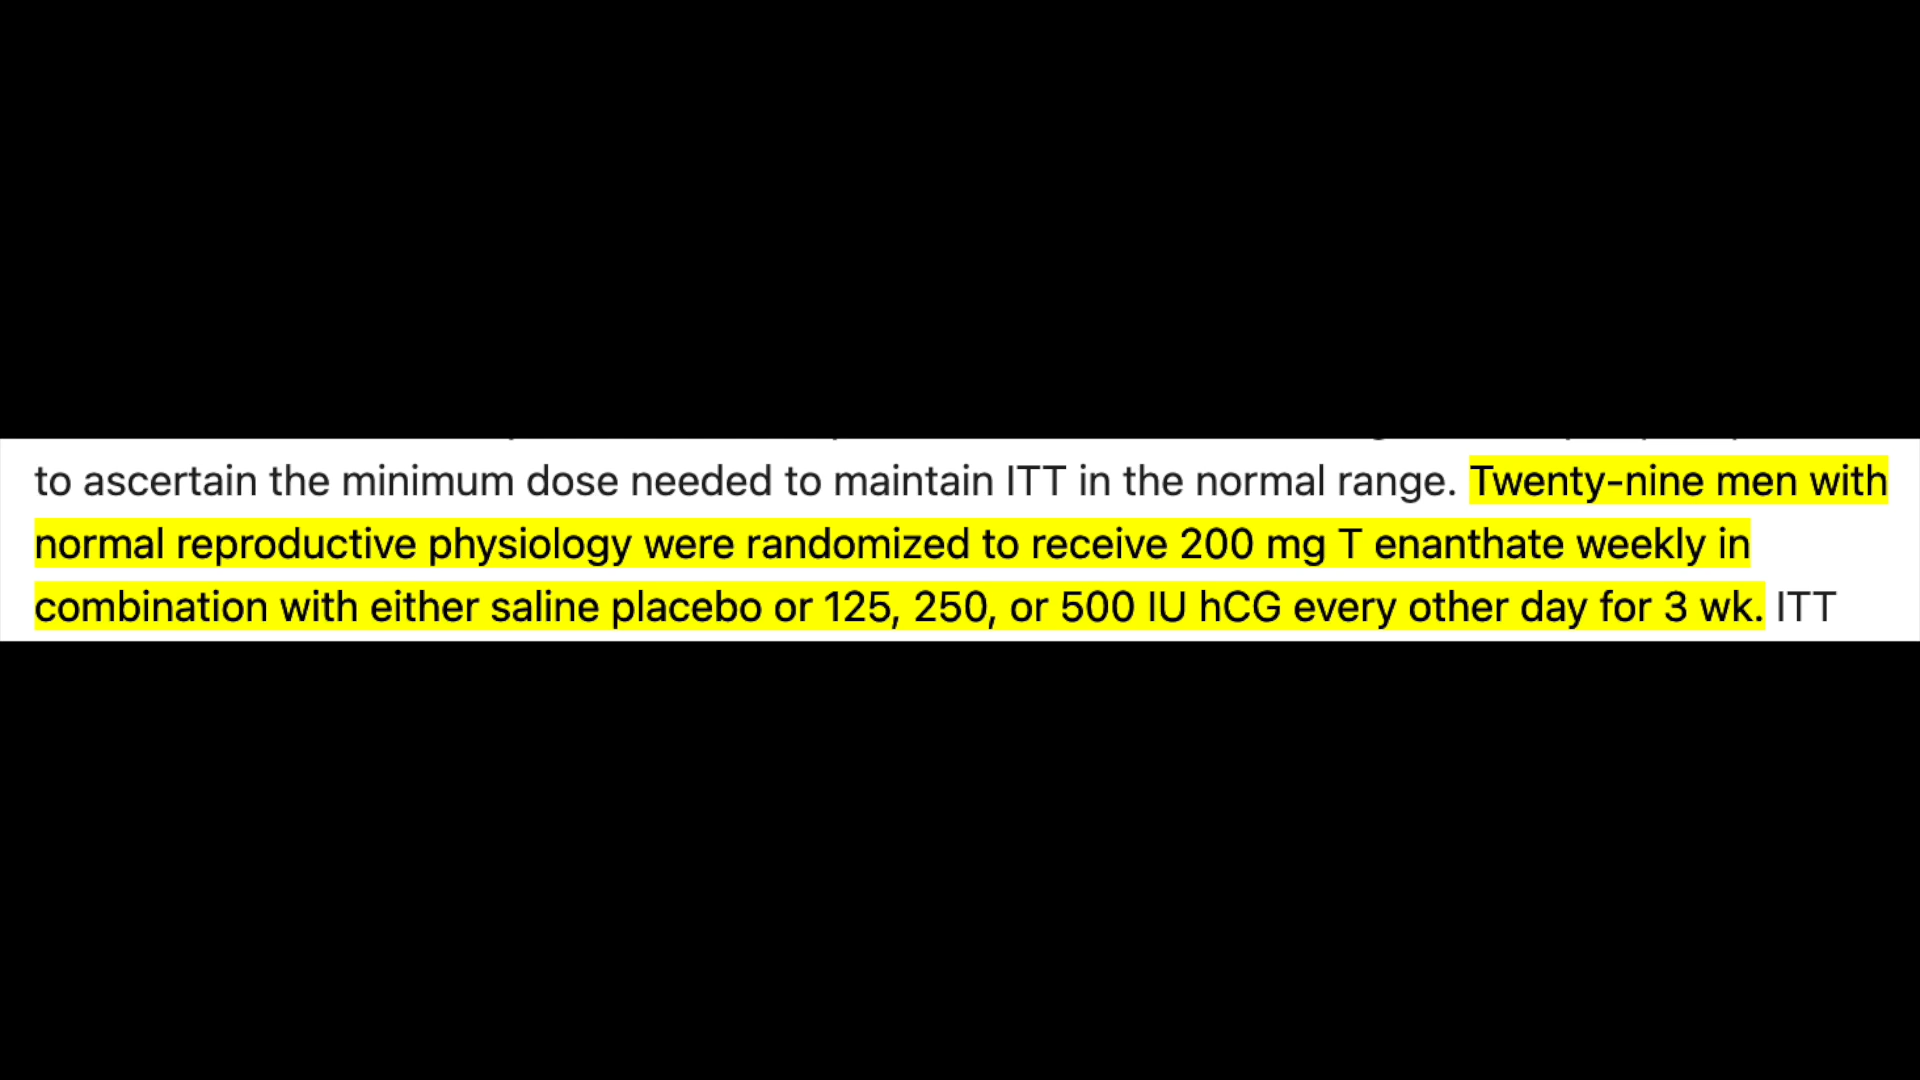 to ascertain the minimum dose needed to maintain ITT in the normal range. Twenty-nine men with
normal reproductive physiology were randomized to receive 200 mg T enanthate weekly in
combination with either saline placebo or 125, 250, or 500 IU hCG every other day for 3 wk. ITT